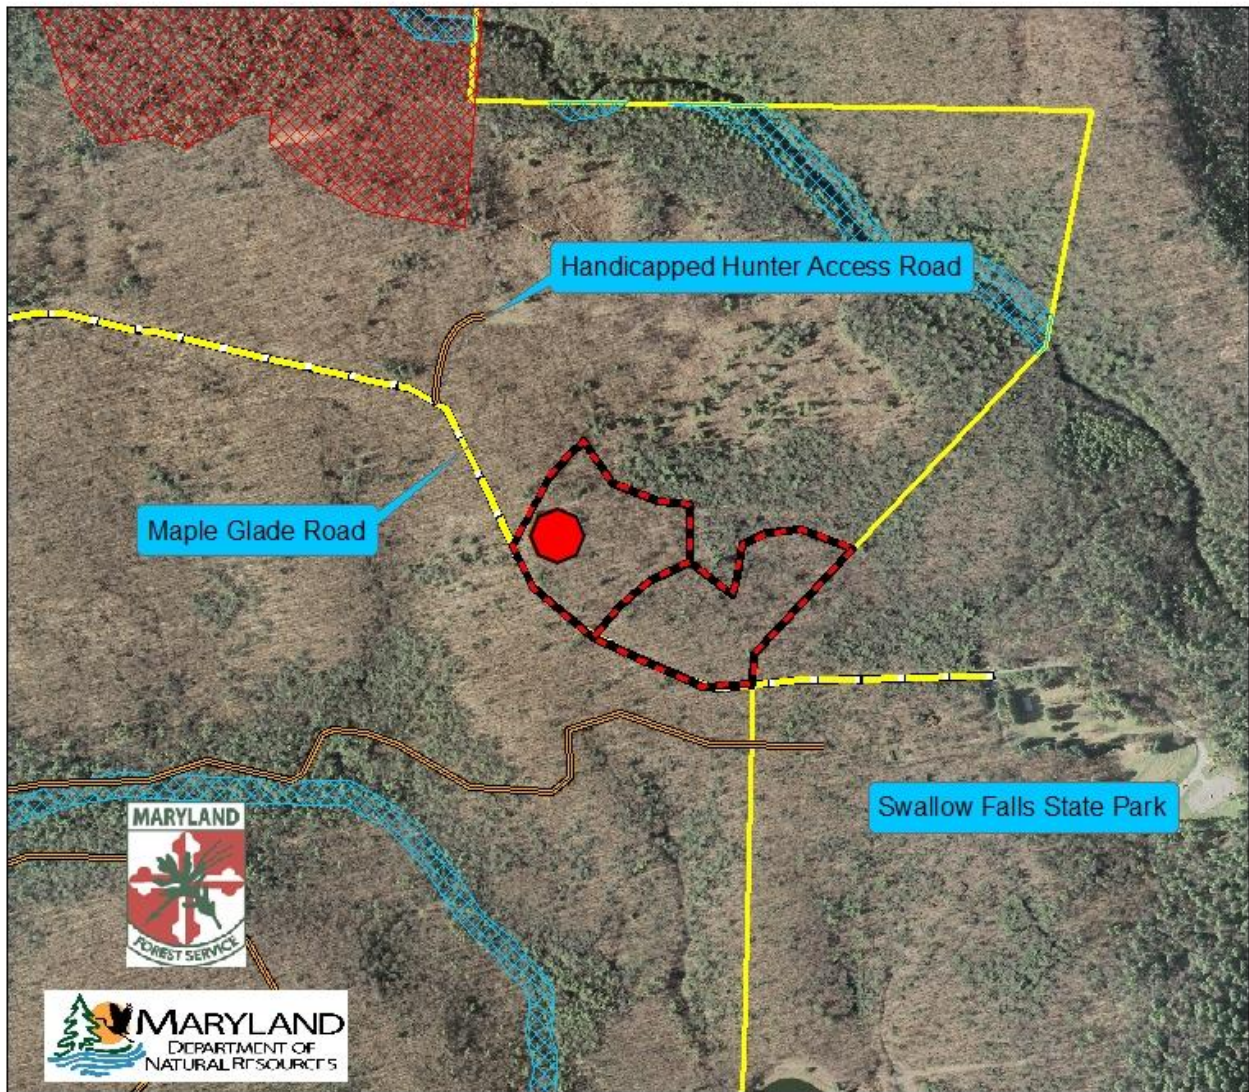 Handicapped Hunter Access Road
Maple Glade Road
Swallow Falls State Park
MARYLAND
FOREST SERVICE
MARYLAND
DEPARTMENT OF
NATURAL RESOURCES